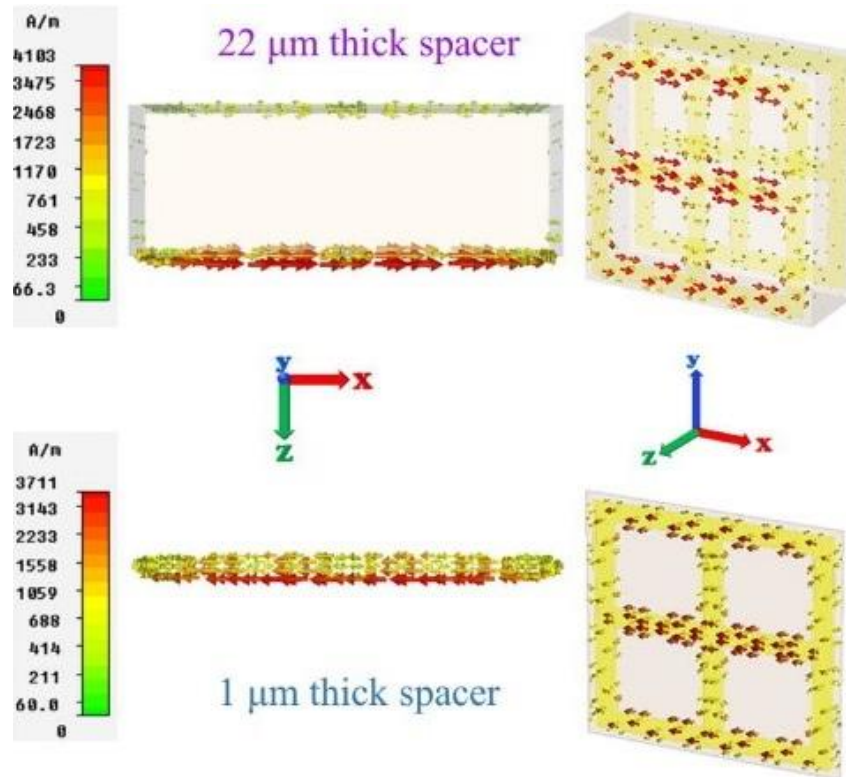 A/m
22 μm thick spacer
4103
3475
2468
1723
1170
761
458
233
66.3
0
y
x
z
y
z
x
A/m
3711
3143
2233
1558
1059
688
414
211
60.0
0
1 μm thick spacer